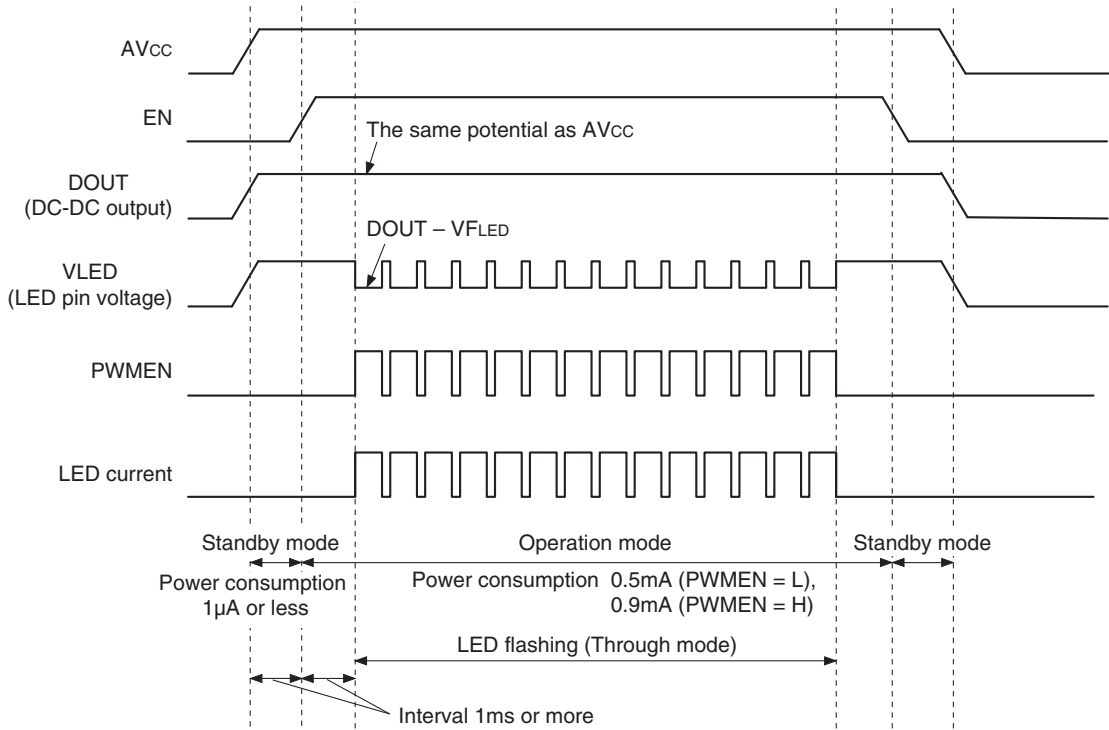 AVCC
EN
The same potential as AVCC
DOUT
(DC-DC output)
DOUT – VFLED
VLED
(LED pin voltage)
PWMEN
LED current
Standby mode
Operation mode
Standby mode
Power consumption
1μA or less
Power consumption 0.5mA (PWMEN = L),
0.9mA (PWMEN = H)
LED flashing (Through mode)
Interval 1ms or more